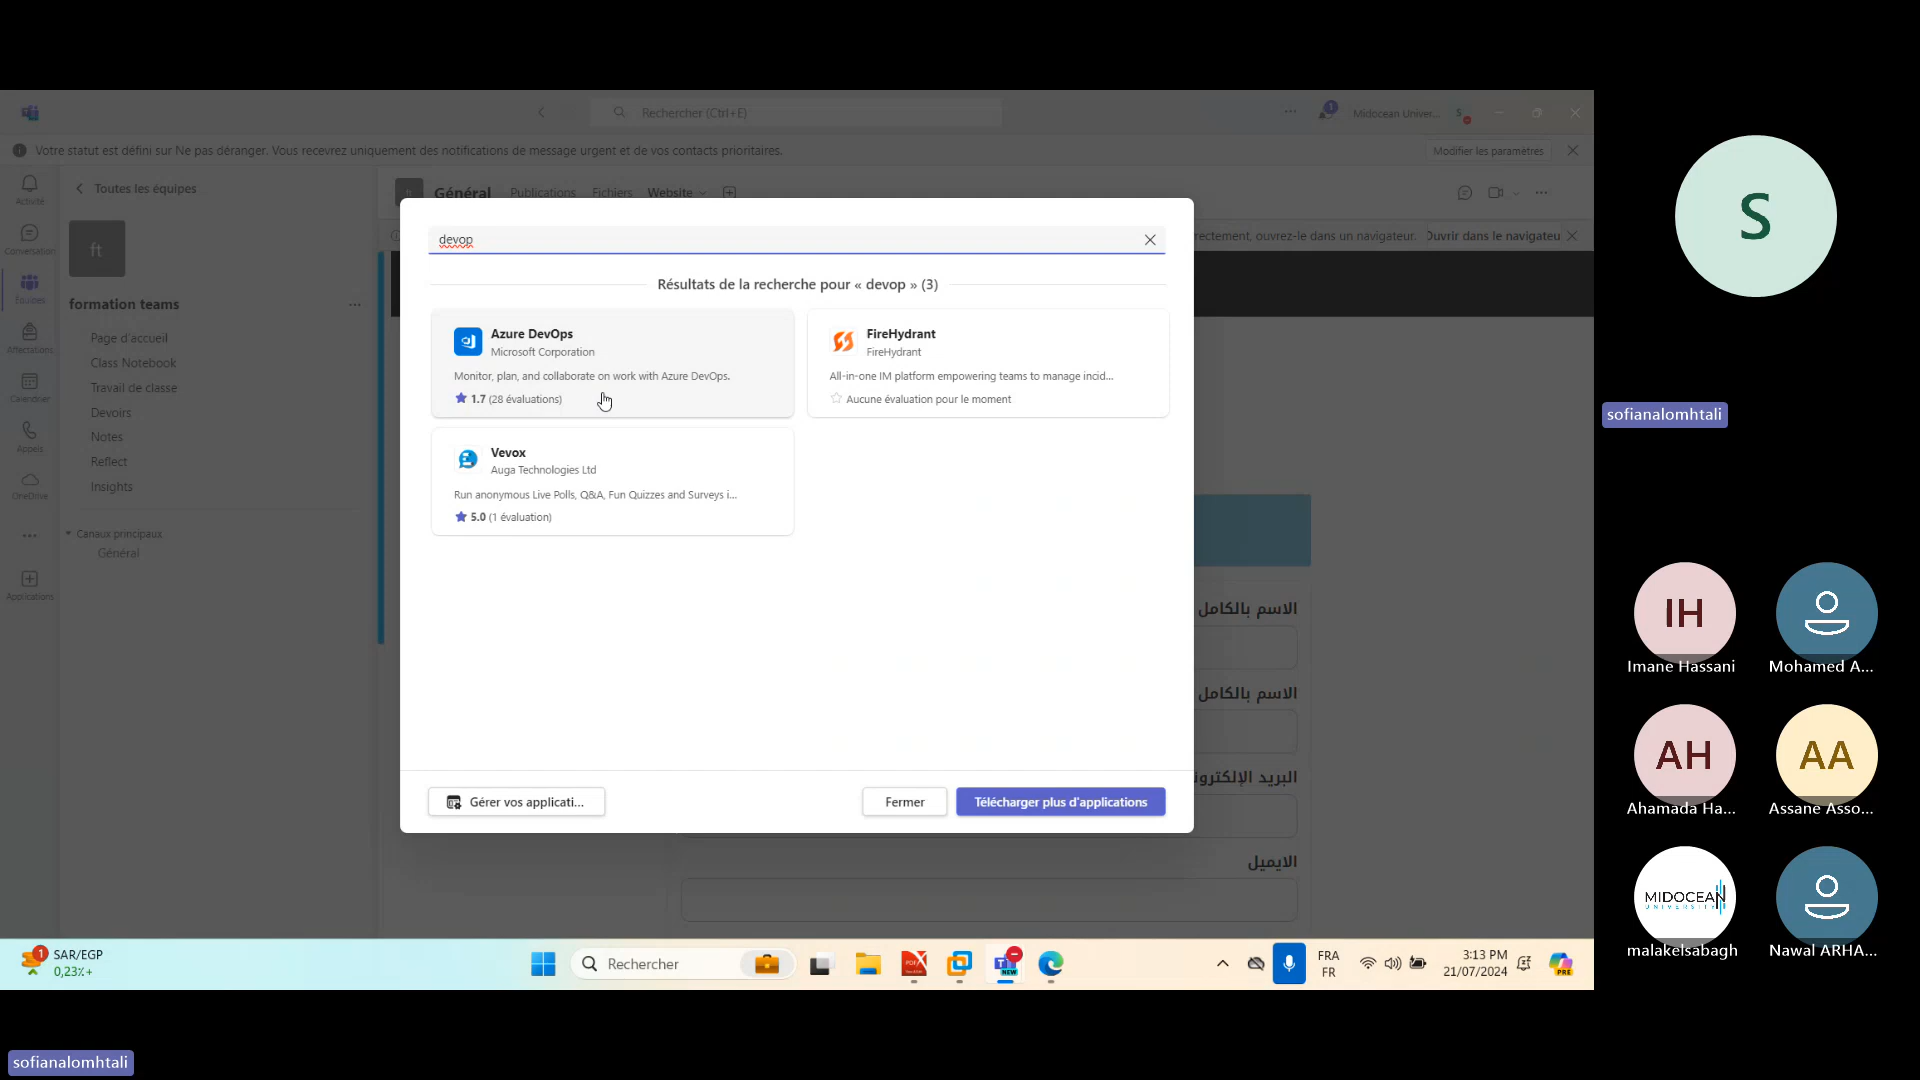 Rechercher (Ctrl+E)
1
Midocean Univer...
S
Votre statut est défini sur Ne pas déranger. Vous recevrez uniquement des notifications de message urgent et de vos contacts prioritaires.
Modifier les paramètres
Activité
Conversation
Équipes
Affectations
Calendrier
Appels
OneDrive
Applications
Toutes les équipes
ft
formation teams
Page d'accueil
Class Notebook
Travail de classe
Devoirs
Notes
Reflect
Insights
Canaux principaux
Général
Général
Publications
Fichiers
Website
rectement, ouvrez-le dans un navigateur.
Ouvrir dans le navigateu
devop
Résultats de la recherche pour « devop » (3)
Azure DevOps
Microsoft Corporation
Monitor, plan, and collaborate on work with Azure DevOps.
1.7 (28 évaluations)
FireHydrant
FireHydrant
All-in-one IM platform empowering teams to manage incid...
Aucune évaluation pour le moment
Vevox
Auga Technologies Ltd
Run anonymous Live Polls, Q&A, Fun Quizzes and Surveys i...
5.0 (1 évaluation)
Gérer vos applicati...
Fermer
Télécharger plus d'applications
الاسم بالكامل
الاسم بالكامل
البريد الإلكترون
الايميل
1
SAR/EGP
0,23%+
Rechercher
PDF
NEW
FRA
FR
3:13 PM
21/07/2024
PRE
S
sofianalomhtali
IH
Imane Hassani
Mohamed A...
AH
Ahamada Ha...
AA
Assane Asso...
MIDOCEAN
UNIVERSITY
malakelsabagh
Nawal ARHA...
sofianalomhtali